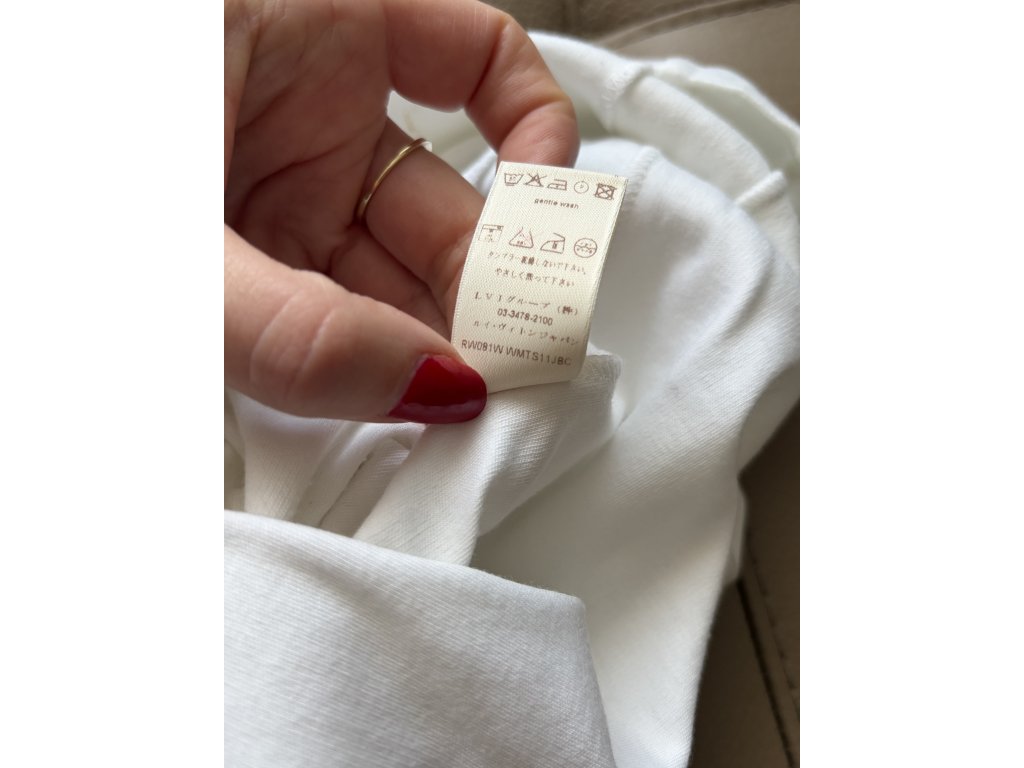 gentle wash
タンブラー乾燥しないで下さい。
やさしく洗って下さい
LVJグループ(株)
03-3478-2100
ルイ・ヴィトンジャパン
RW081W WMTS11JBC